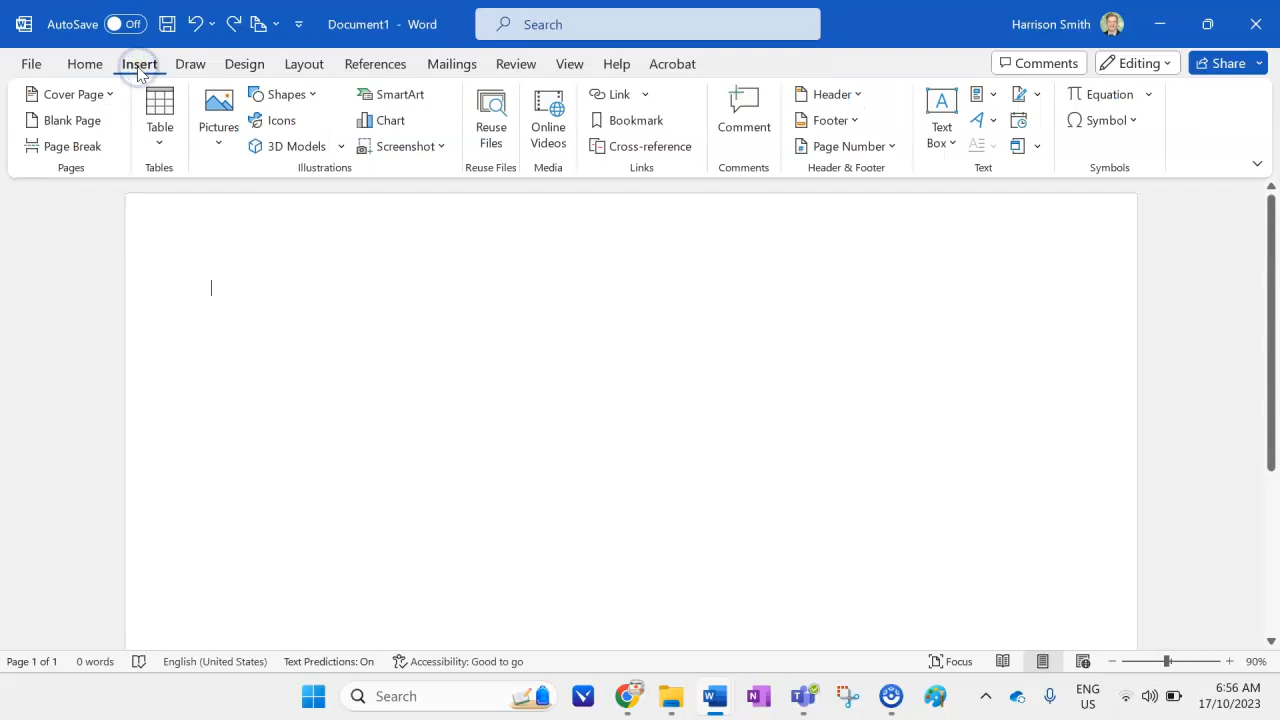 AutoSave Off Document1 - Word Search Harrison Smith
File Home Insert Draw Design Layout References Mailings Review View Help Acrobat Comments Editing Share
Cover Page
Blank Page
Page Break
Pages
Table
Tables
Pictures
Shapes
Icons
3D Models
SmartArt
Chart
Screenshot
Illustrations
Reuse
Files
Reuse Files
Online
Videos
Media
Link
Bookmark
Cross-reference
Links
Comment
Comments
Header
Footer
Page Number
Header & Footer
Text
Box
Text
Equation
Symbol
Symbols
Page 1 of 1 0 words English (United States) Text Predictions: On Accessibility: Good to go Focus 90%
Search
ENG
US
6:56 AM
17/10/2023